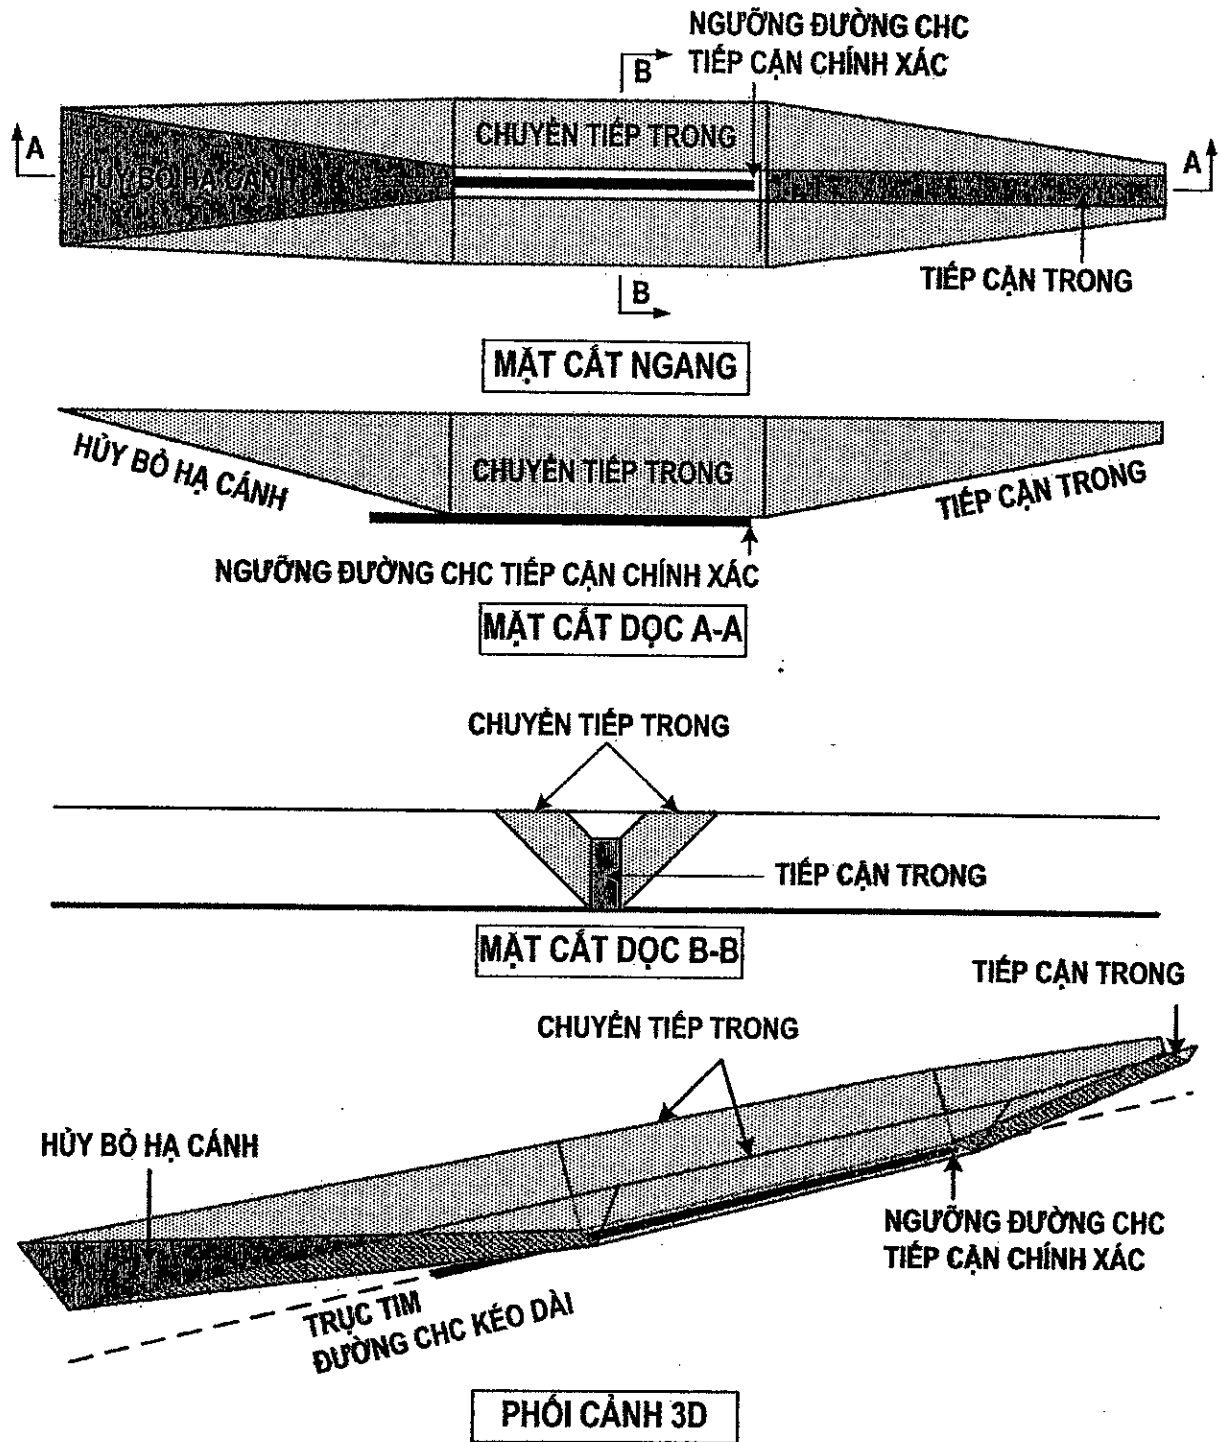 NGƯỠNG ĐƯỜNG CHC
TIẾP CẬN CHÍNH XÁC
B
A
CHUYỂN TIẾP TRONG
HỦY BỎ HẠ CÁNH
A
TIẾP CẬN TRONG
B
MẶT CẮT NGANG
HỦY BỎ HẠ CÁNH
CHUYỂN TIẾP TRONG
TIẾP CẬN TRONG
NGƯỠNG ĐƯỜNG CHC TIẾP CẬN CHÍNH XÁC
MẶT CẮT DỌC A-A
CHUYỂN TIẾP TRONG
TIẾP CẬN TRONG
MẶT CẮT DỌC B-B
TIẾP CẬN TRONG
CHUYỂN TIẾP TRONG
HỦY BỎ HẠ CÁNH
NGƯỠNG ĐƯỜNG CHC
TIẾP CẬN CHÍNH XÁC
TRỤC TIM
ĐƯỜNG CHC KÉO DÀI
PHỐI CẢNH 3D